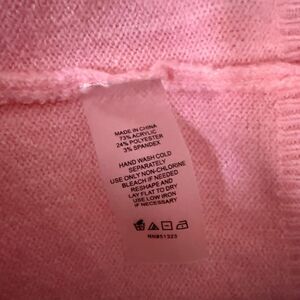 MADE IN CHINA
73% ACRYLIC
24% POLYESTER
3% SPANDEX
HAND WASH COLD
SEPARATELY
USE ONLY NON-CHLORINE
BLEACH IF NEEDED
RESHAPE AND
LAY FLAT TO DRY
USE LOW IRON
IF NECESSARY